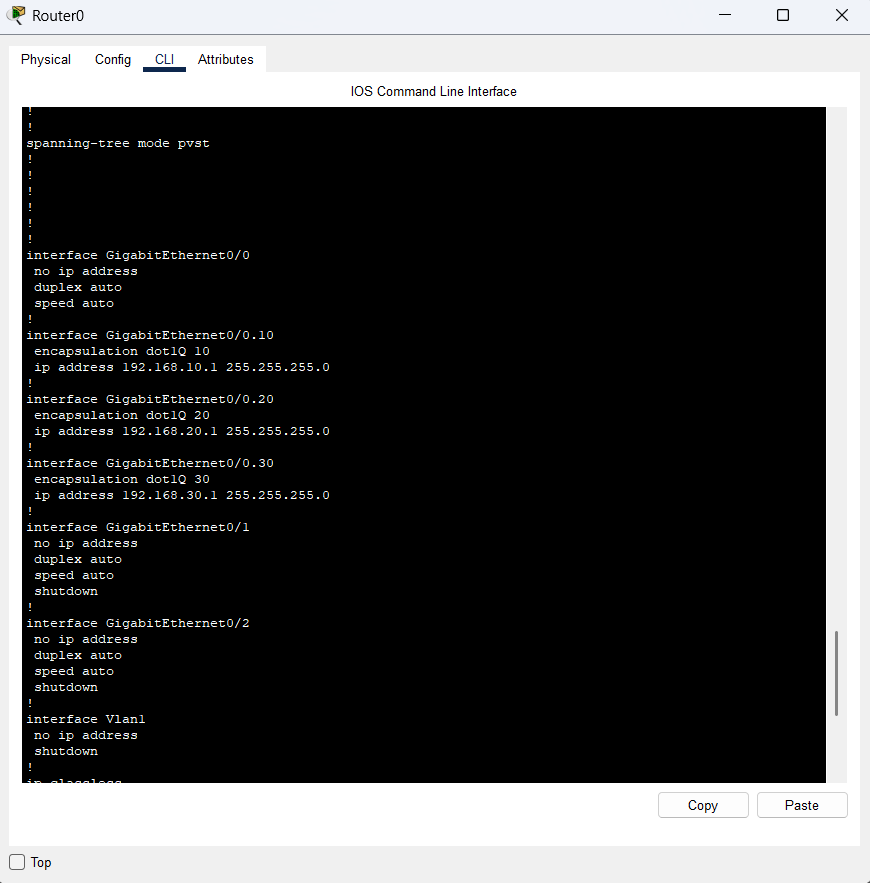 Router0
Physical Config CLI Attributes
IOS Command Line Interface
!
!
spanning-tree mode pvst
!
!
!
!
!
!
interface GigabitEthernet0/0
 no ip address
 duplex auto
 speed auto
!
interface GigabitEthernet0/0.10
 encapsulation dot1Q 10
 ip address 192.168.10.1 255.255.255.0
!
interface GigabitEthernet0/0.20
 encapsulation dot1Q 20
 ip address 192.168.20.1 255.255.255.0
!
interface GigabitEthernet0/0.30
 encapsulation dot1Q 30
 ip address 192.168.30.1 255.255.255.0
!
interface GigabitEthernet0/1
 no ip address
 duplex auto
 speed auto
 shutdown
!
interface GigabitEthernet0/2
 no ip address
 duplex auto
 speed auto
 shutdown
!
interface Vlan1
 no ip address
 shutdown
!
ip classless
Copy Paste
Top